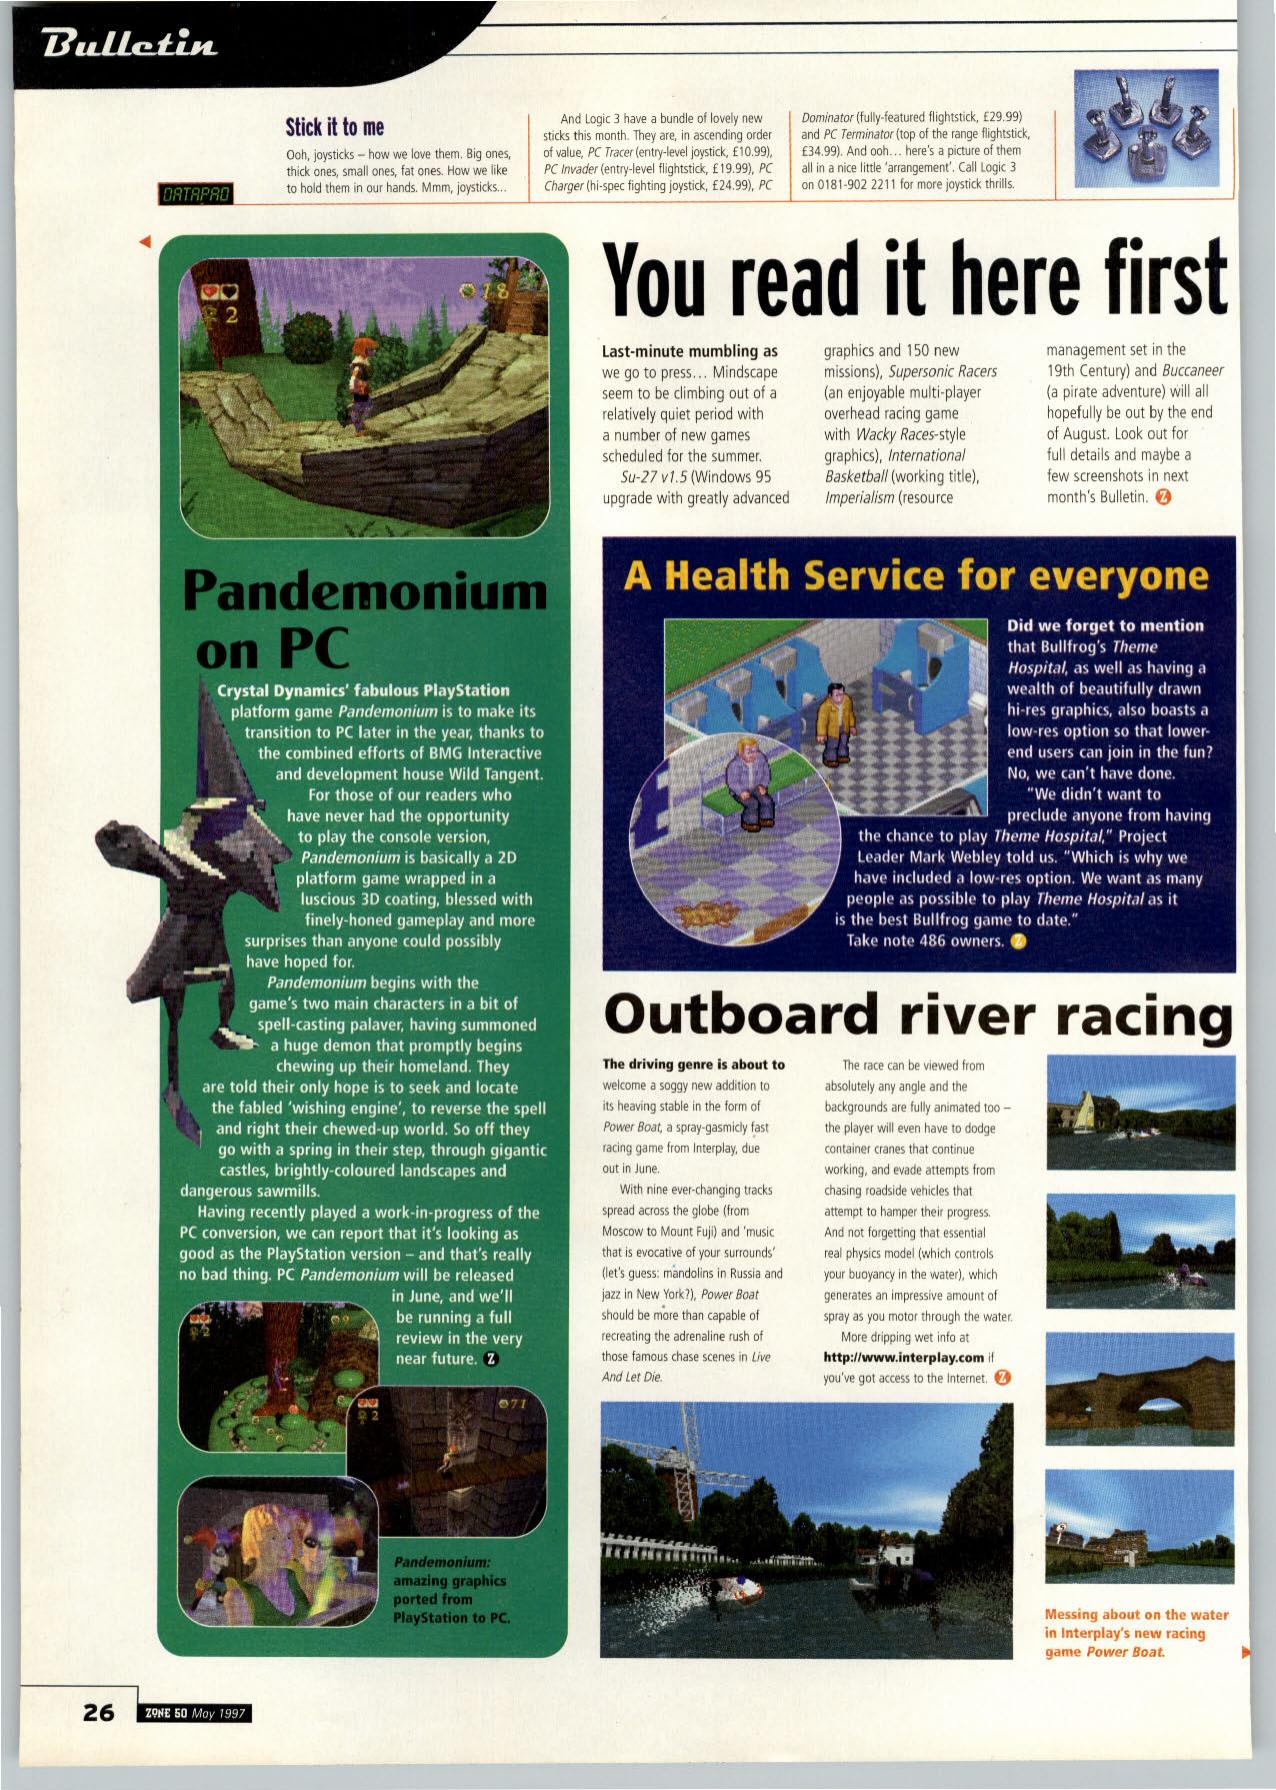 Bulletin
DATAPAD
Stick it to me
Ooh, joysticks – how we love them. Big ones,
thick ones, small ones, fat ones. How we like
to hold them in our hands. Mmm, joysticks...
And Logic 3 have a bundle of lovely new
sticks this month. They are, in ascending order
of value, PC Tracer (entry-level joystick, £10.99),
PC Invader (entry-level flightstick, £19.99), PC
Charger (hi-spec fighting joystick, £24.99), PC
Dominator (fully-featured flightstick, £29.99)
and PC Terminator (top of the range flightstick,
£34.99). And ooh... here's a picture of them
all in a nice little 'arrangement'. Call Logic 3
on 0181-902 2211 for more joystick thrills.
2
18
Pandemonium
on PC
Crystal Dynamics' fabulous PlayStation
platform game Pandemonium is to make its
transition to PC later in the year, thanks to
the combined efforts of BMG Interactive
and development house Wild Tangent.
For those of our readers who
have never had the opportunity
to play the console version,
Pandemonium is basically a 2D
platform game wrapped in a
luscious 3D coating, blessed with
finely-honed gameplay and more
surprises than anyone could possibly
have hoped for.
Pandemonium begins with the
game's two main characters in a bit of
spell-casting palaver, having summoned
a huge demon that promptly begins
chewing up their homeland. They
are told their only hope is to seek and locate
the fabled 'wishing engine', to reverse the spell
and right their chewed-up world. So off they
go with a spring in their step, through gigantic
castles, brightly-coloured landscapes and
dangerous sawmills.
Having recently played a work-in-progress of the
PC conversion, we can report that it's looking as
good as the PlayStation version – and that's really
no bad thing. PC Pandemonium will be released
in June, and we'll
be running a full
review in the very
near future. Z
2
9
2
71
Pandemonium:
amazing graphics
ported from
PlayStation to PC.
You read it here first
Last-minute mumbling as
we go to press... Mindscape
seem to be climbing out of a
relatively quiet period with
a number of new games
scheduled for the summer.
Su-27 v1.5 (Windows 95
upgrade with greatly advanced
graphics and 150 new
missions), Supersonic Racers
(an enjoyable multi-player
overhead racing game
with Wacky Races-style
graphics), International
Basketball (working title),
Imperialism (resource
management set in the
19th Century) and Buccaneer
(a pirate adventure) will all
hopefully be out by the end
of August. Look out for
full details and maybe a
few screenshots in next
month's Bulletin. Z
A Health Service for everyone
Did we forget to mention
that Bullfrog's Theme
Hospital, as well as having a
wealth of beautifully drawn
hi-res graphics, also boasts a
low-res option so that lower-
end users can join in the fun?
No, we can't have done.
"We didn't want to
preclude anyone from having
the chance to play Theme Hospital," Project
Leader Mark Webley told us. "Which is why we
have included a low-res option. We want as many
people as possible to play Theme Hospital as it
is the best Bullfrog game to date."
Take note 486 owners. Z
Outboard river racing
The driving genre is about to
welcome a soggy new addition to
its heaving stable in the form of
Power Boat, a spray-gasmicly fast
racing game from Interplay, due
out in June.
With nine ever-changing tracks
spread across the globe (from
Moscow to Mount Fuji) and 'music
that is evocative of your surrounds'
(let's guess: mandolins in Russia and
jazz in New York?), Power Boat
should be more than capable of
recreating the adrenaline rush of
those famous chase scenes in Live
And Let Die.
The race can be viewed from
absolutely any angle and the
backgrounds are fully animated too –
the player will even have to dodge
container cranes that continue
working, and evade attempts from
chasing roadside vehicles that
attempt to hamper their progress.
And not forgetting that essential
real physics model (which controls
your buoyancy in the water), which
generates an impressive amount of
spray as you motor through the water.
More dripping wet info at
http://www.interplay.com if
you've got access to the Internet. Z
Messing about on the water
in Interplay's new racing
game Power Boat.
26
ZONE 50 May 1997